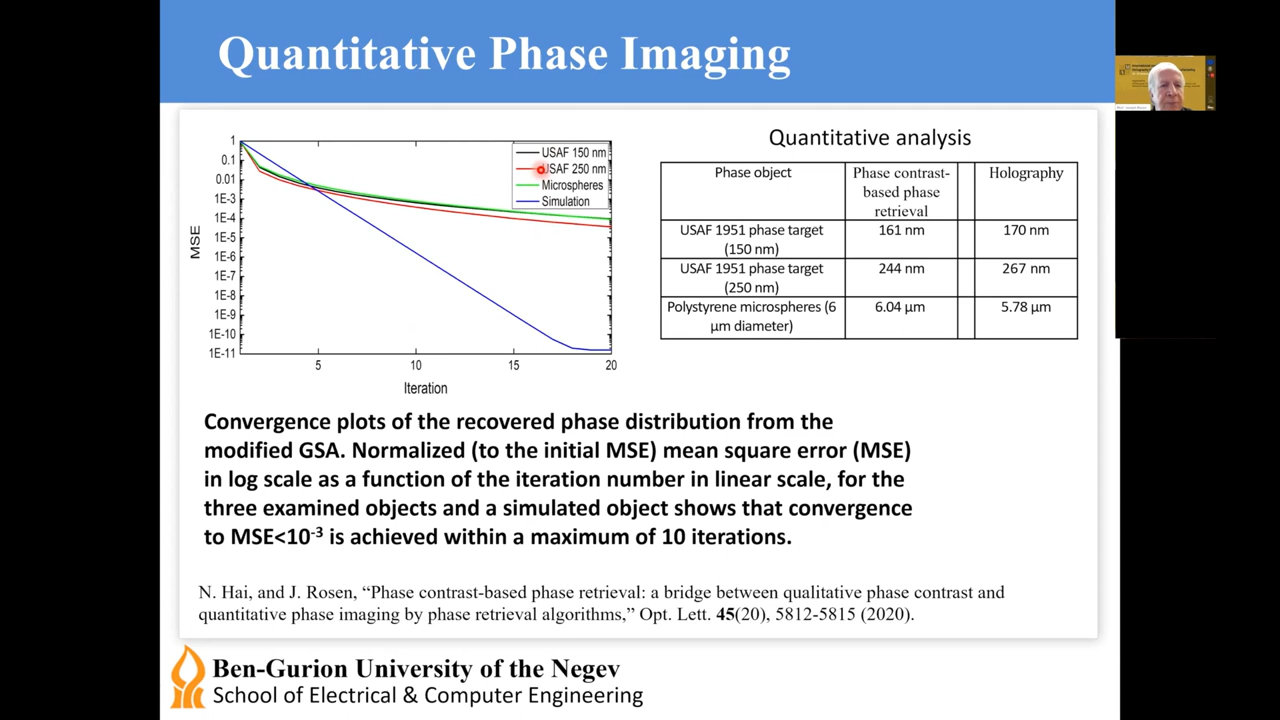 Quantitative Phase Imaging
1
0.1
0.01
1E-3
1E-4
1E-5
1E-6
1E-7
1E-8
1E-9
1E-10
1E-11
MSE
5
10
15
20
Iteration
USAF 150 nm
USAF 250 nm
Microspheres
Simulation
Quantitative analysis
Phase object
Phase contrast-
based phase
retrieval
Holography
USAF 1951 phase target
(150 nm)
161 nm
170 nm
USAF 1951 phase target
(250 nm)
244 nm
267 nm
Polystyrene microspheres (6
μm diameter)
6.04 μm
5.78 μm
Convergence plots of the recovered phase distribution from the
modified GSA. Normalized (to the initial MSE) mean square error (MSE)
in log scale as a function of the iteration number in linear scale, for the
three examined objects and a simulated object shows that convergence
to MSE<10⁻³ is achieved within a maximum of 10 iterations.
N. Hai, and J. Rosen, “Phase contrast-based phase retrieval: a bridge between qualitative phase contrast and
quantitative phase imaging by phase retrieval algorithms,” Opt. Lett. 45(20), 5812-5815 (2020).
Ben-Gurion University of the Negev
School of Electrical & Computer Engineering